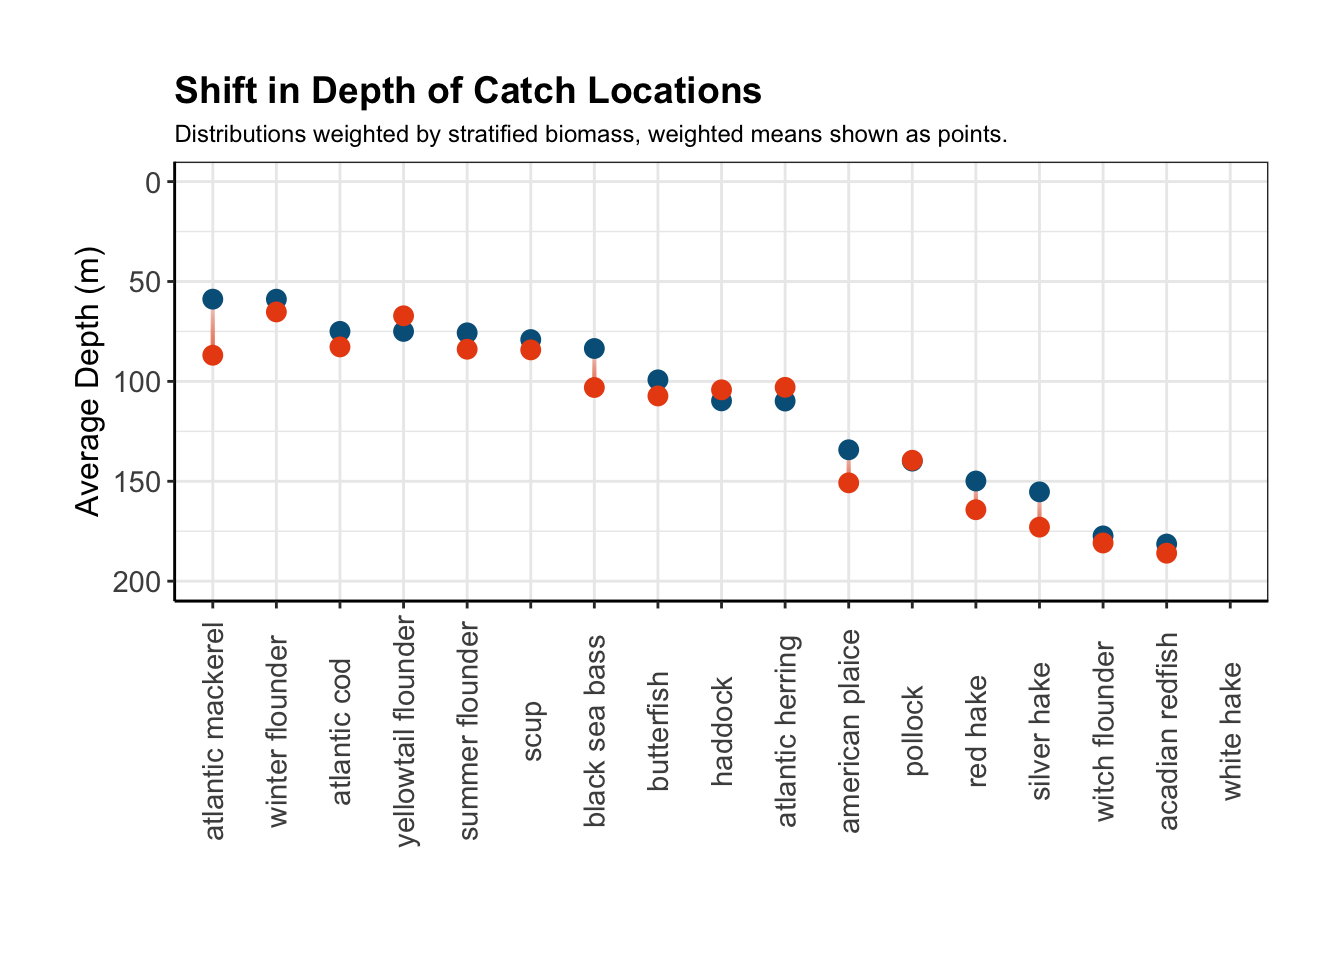 Shift in Depth of Catch Locations
Distributions weighted by stratified biomass, weighted means shown as points.
Average Depth (m)
0
50
100
150
200
atlantic mackerel
winter flounder
atlantic cod
yellowtail flounder
summer flounder
scup
black sea bass
butterfish
haddock
atlantic herring
american plaice
pollock
red hake
silver hake
witch flounder
acadian redfish
white hake